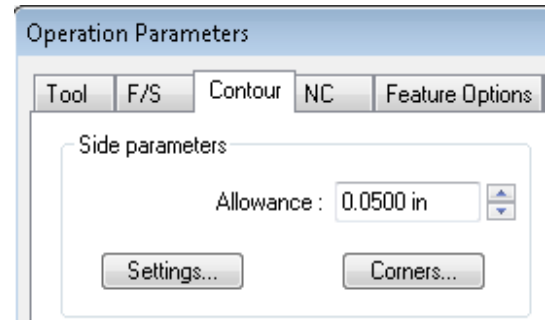 Operation Parameters
Tool F/S Contour NC Feature Options
Side parameters
Allowance : 0.0500 in
Settings... Corners...